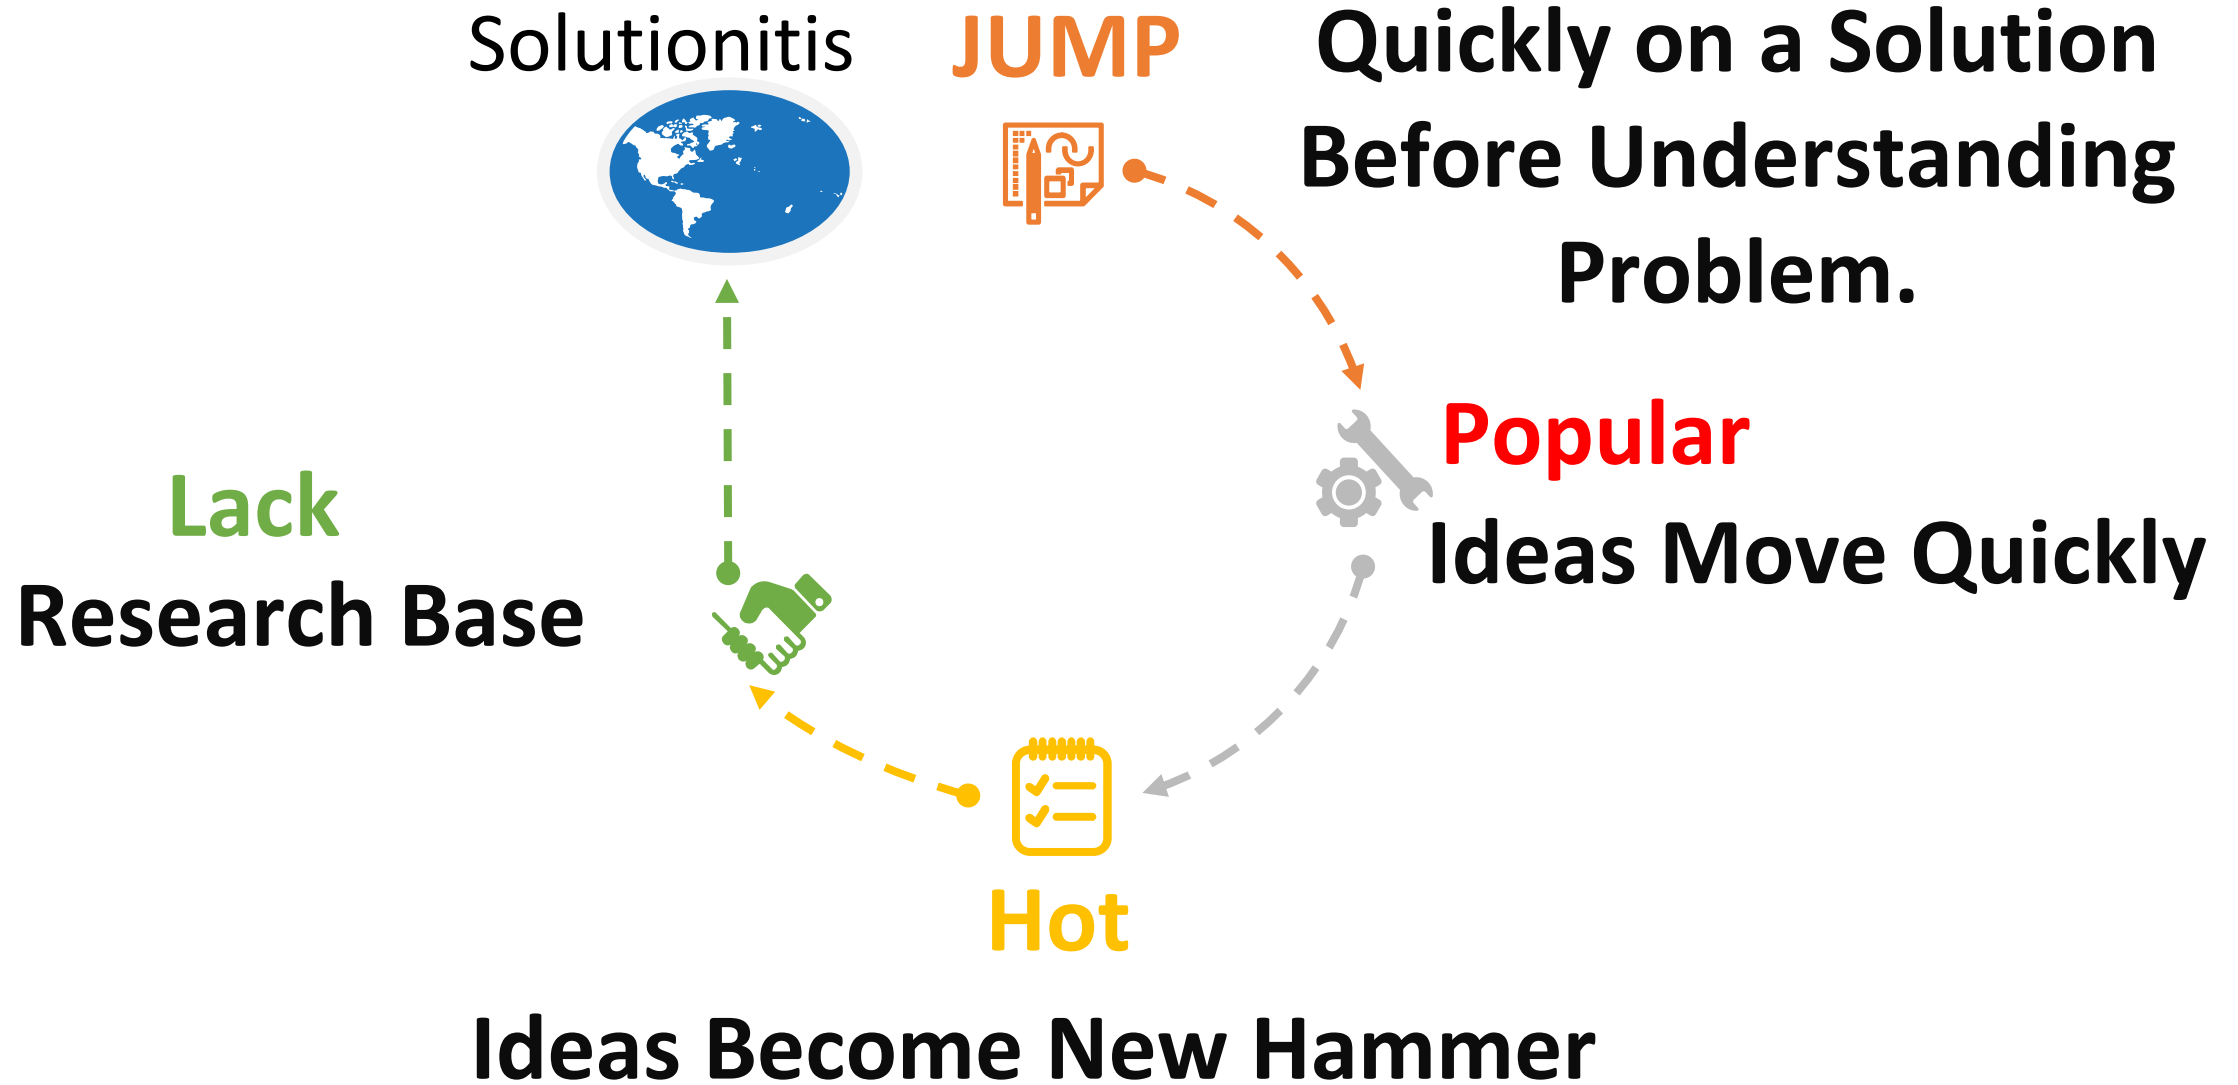 Solutionitis
JUMP
Quickly on a Solution
Before Understanding
Problem.
Popular
Ideas Move Quickly
Hot
Ideas Become New Hammer
Lack
Research Base